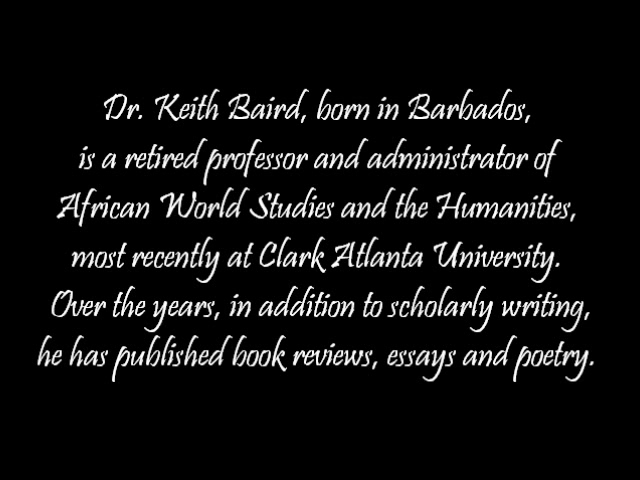 Dr. Keith Baird, born in Barbados,
is a retired professor and administrator of
African World Studies and the Humanities,
most recently at Clark Atlanta University.
Over the years, in addition to scholarly writing,
he has published book reviews, essays and poetry.